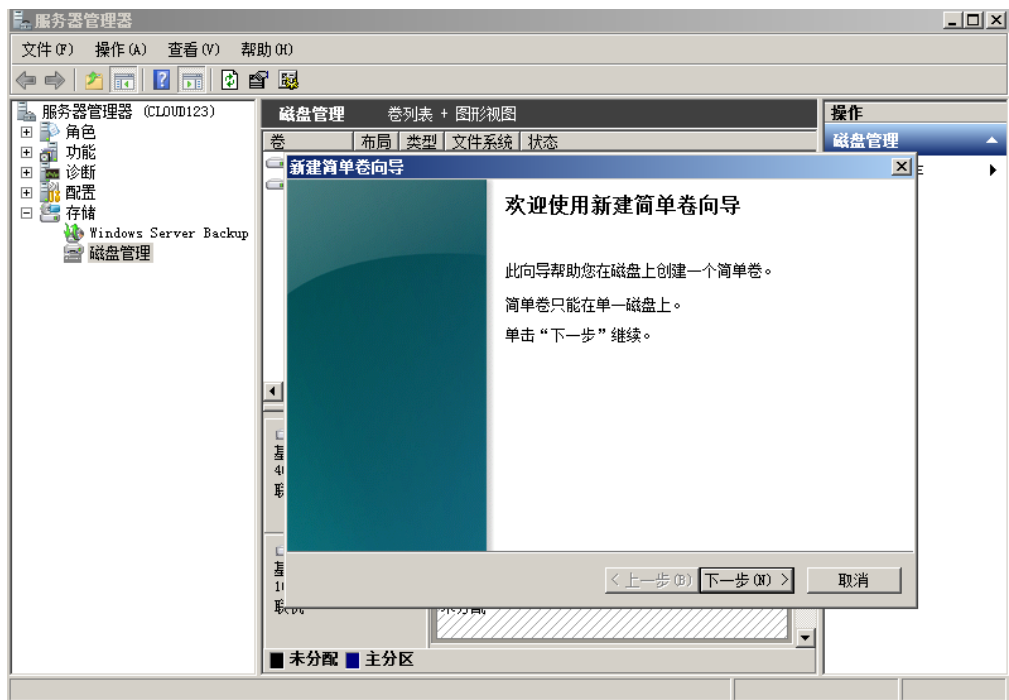 服务器管理器
文件(F) 操作(A) 查看(V) 帮助(H)
服务器管理器 (CLOUD123)
角色
功能
诊断
配置
存储
Windows Server Backup
磁盘管理
磁盘管理 卷列表 + 图形视图
卷 布局 类型 文件系统 状态
新建简单卷向导
欢迎使用新建简单卷向导
此向导帮助您在磁盘上创建一个简单卷。
简单卷只能在单一磁盘上。
单击“下一步”继续。
<上一步(B) 下一步(N)> 取消
未分配 主分区
操作
磁盘管理